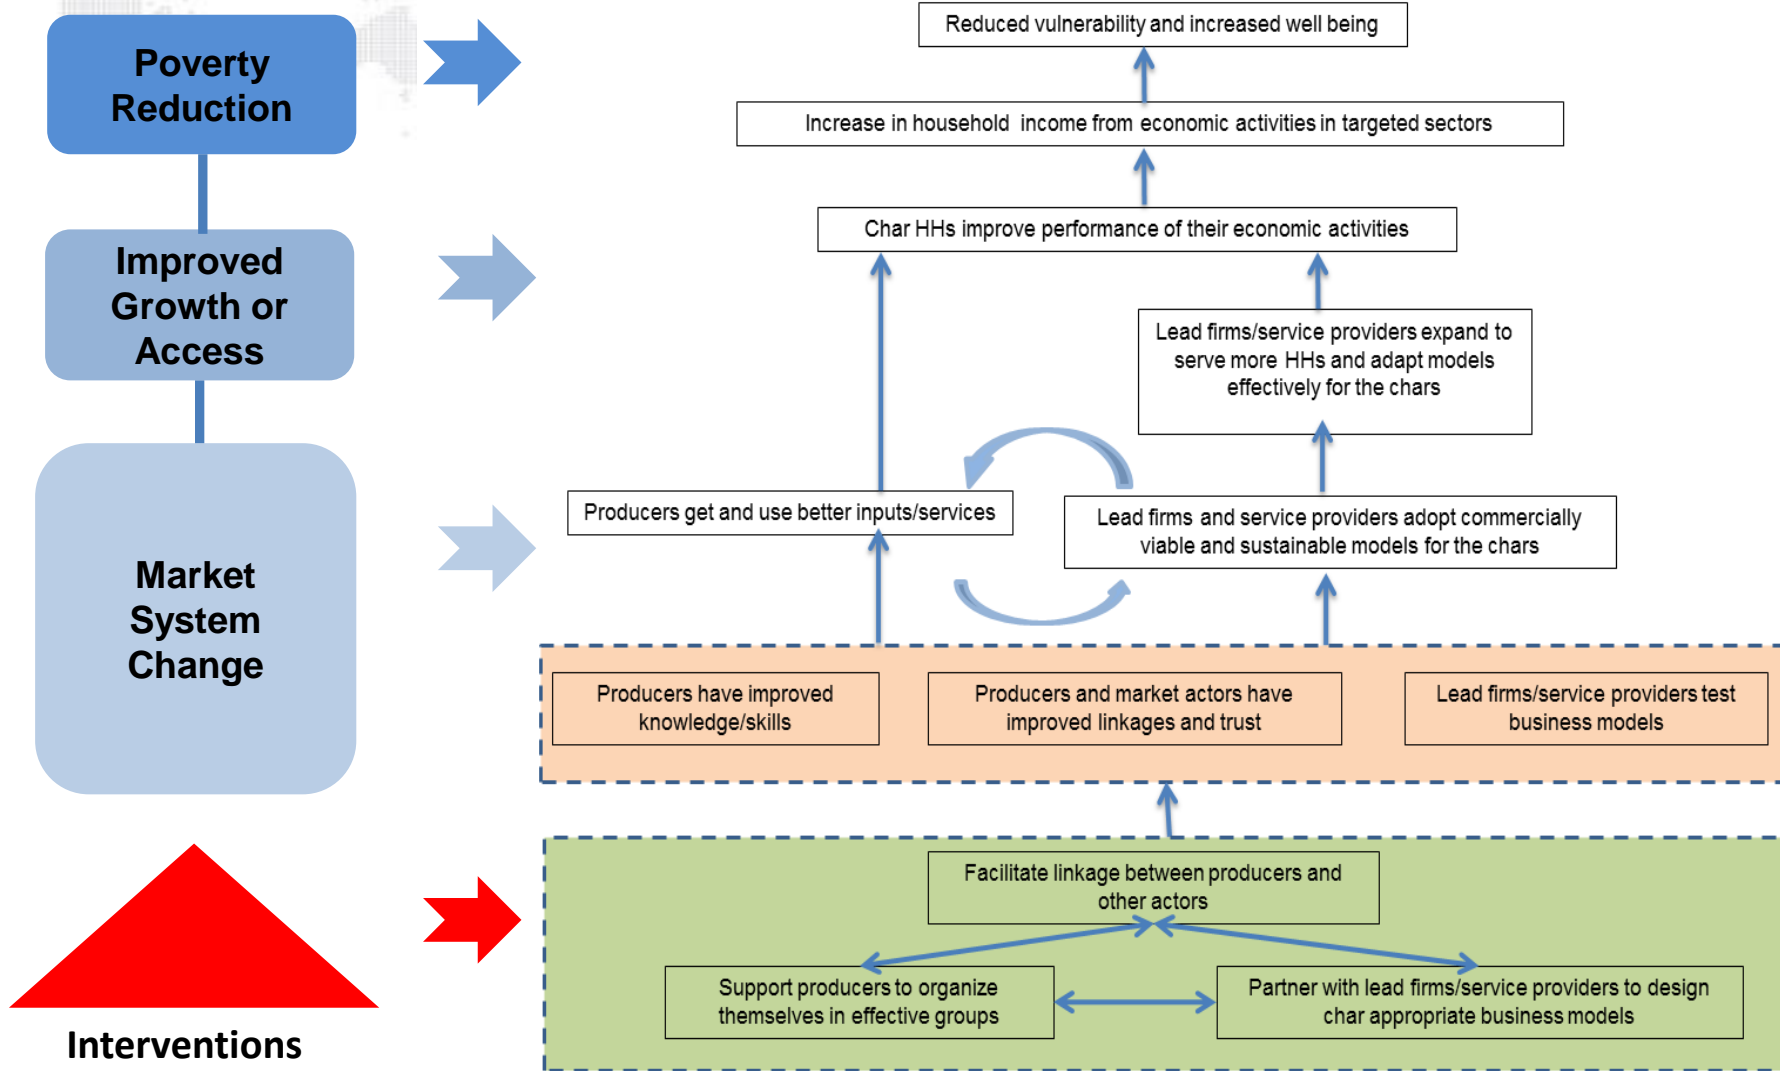 Poverty
Reduction
Improved
Growth or
Access
Market
System
Change
Interventions
Reduced vulnerability and increased well being
Increase in household income from economic activities in targeted sectors
Char HHs improve performance of their economic activities
Lead firms/service providers expand to
serve more HHs and adapt models
effectively for the chars
Producers get and use better inputs/services
Lead firms and service providers adopt commercially
viable and sustainable models for the chars
Producers have improved
knowledge/skills
Producers and market actors have
improved linkages and trust
Lead firms/service providers test
business models
Facilitate linkage between producers and
other actors
Support producers to organize
themselves in effective groups
Partner with lead firms/service providers to design
char appropriate business models